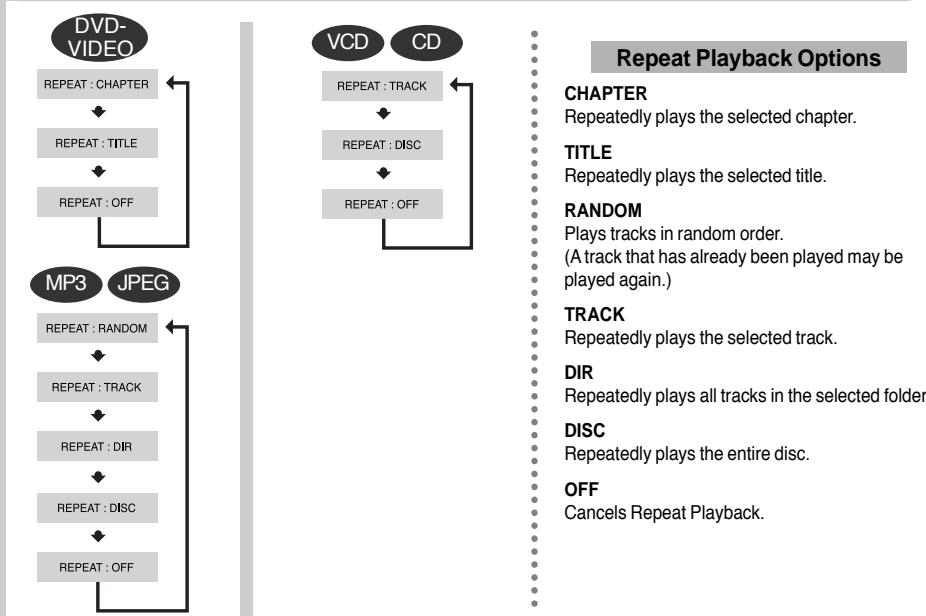 DVD-
VIDEO
REPEAT : CHAPTER
REPEAT : TITLE
REPEAT : OFF
MP3 JPEG
REPEAT : RANDOM
REPEAT : TRACK
REPEAT : DIR
REPEAT : DISC
REPEAT : OFF
VCD CD
REPEAT : TRACK
REPEAT : DISC
REPEAT : OFF
Repeat Playback Options
CHAPTER
Repeatedly plays the selected chapter.
TITLE
Repeatedly plays the selected title.
RANDOM
Plays tracks in random order.
(A track that has already been played may be
played again.)
TRACK
Repeatedly plays the selected track.
DIR
Repeatedly plays all tracks in the selected folder
DISC
Repeatedly plays the entire disc.
OFF
Cancels Repeat Playback.